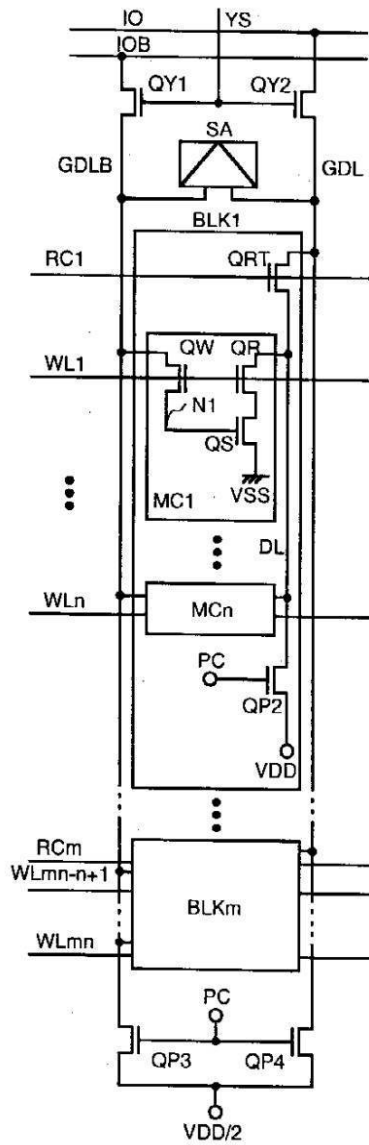 IO YS
IOB
QY1 QY2
SA
GDLB GDL
BLK1
RC1 QRT
QW QR
WL1
N1
QS
VSS
MC1
DL
WLn MCn
PC
QP2
VDD
RCm
WLmn-n+1
BLKm
WLmn
PC
QP3 QP4
VDD/2